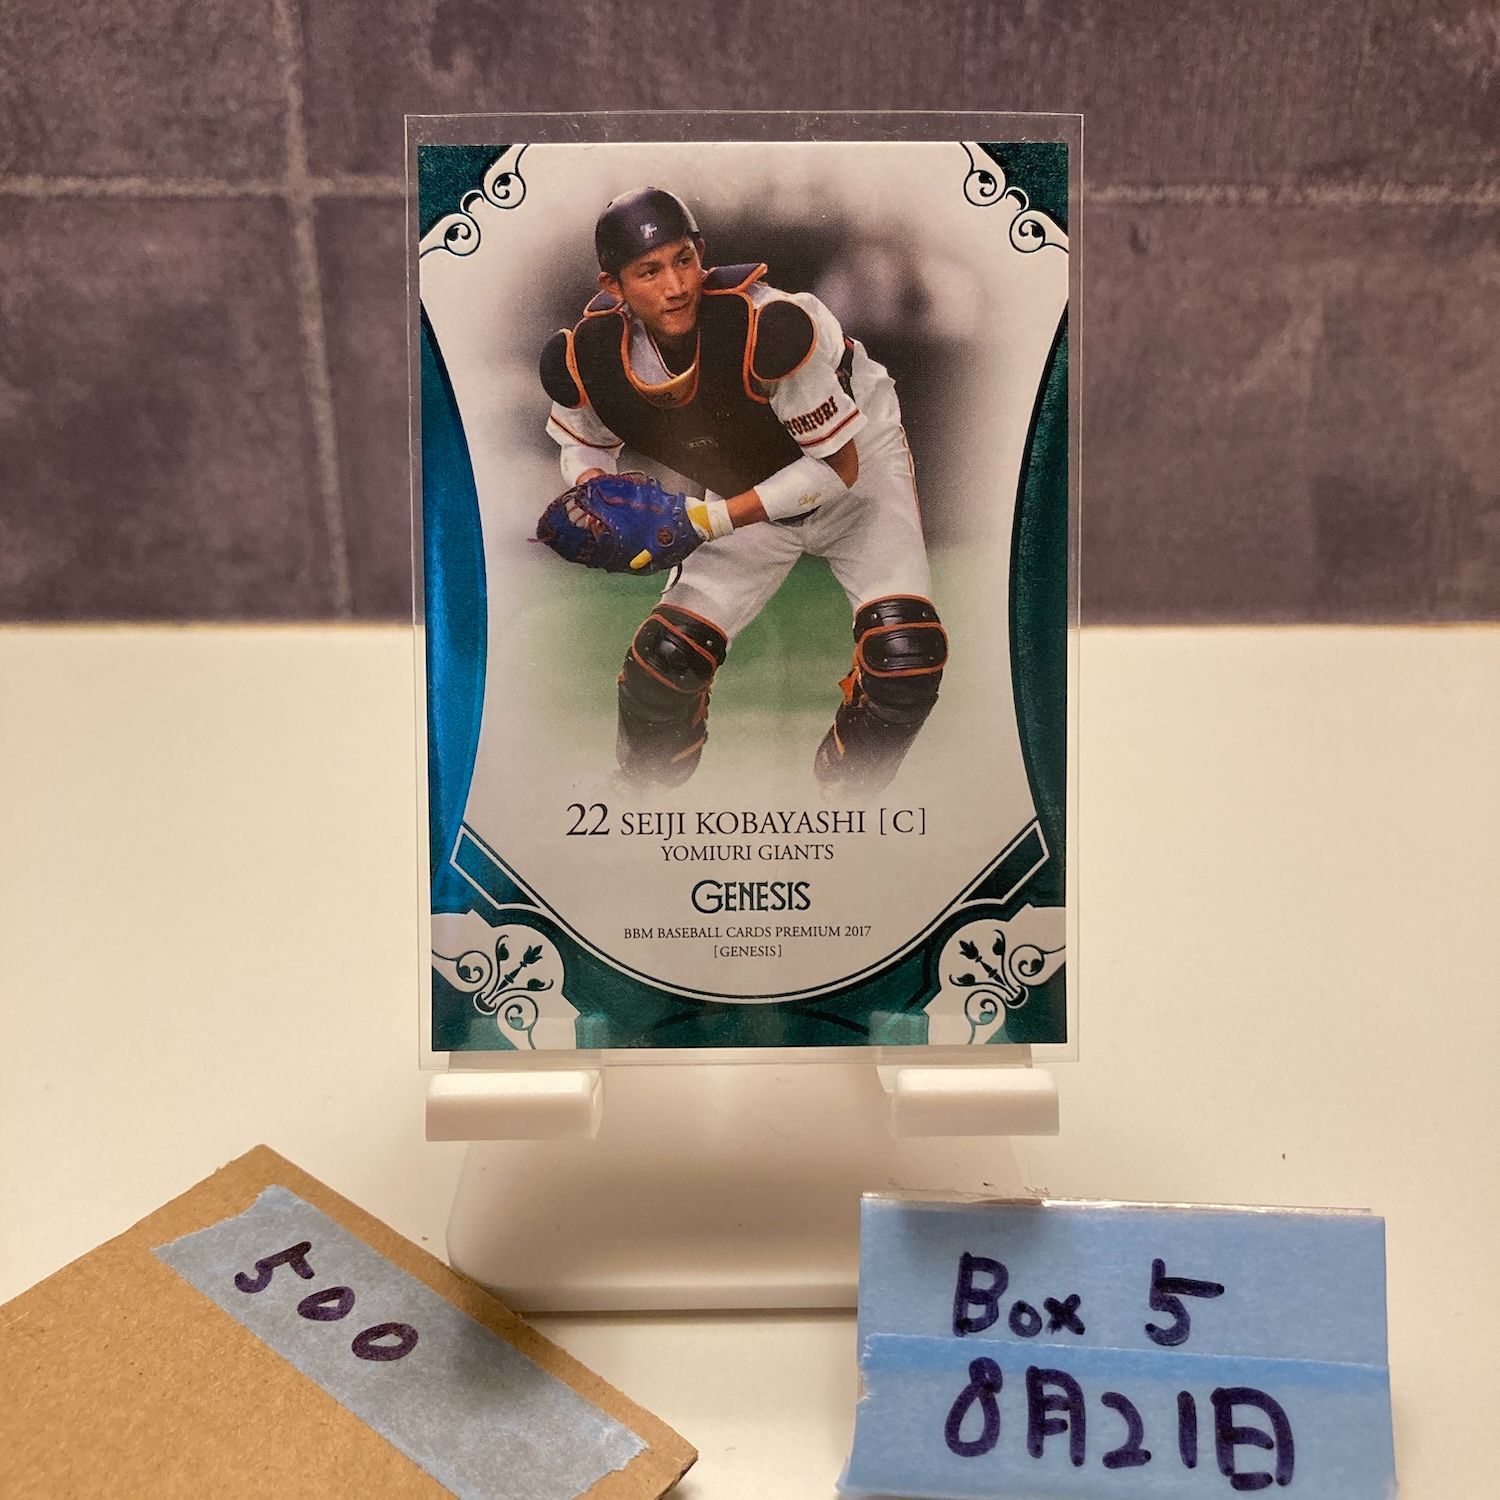 YOMIURI
22 SEIJI KOBAYASHI [C]
YOMIURI GIANTS
GENESIS
BBM BASEBALL CARDS PREMIUM 2017
[GENESIS]
500
Box 5
8月21日